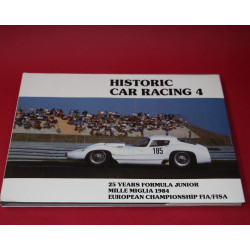 HISTORIC
CAR RACING 4
185
25 YEARS FORMULA JUNIOR
MILLE MIGLIA 1984
EUROPEAN CHAMPIONSHIP FIA/FISA